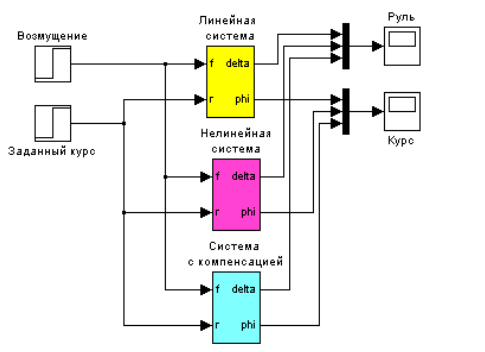 Руль
Линейная
система
Возмущение
f
delta
r
phi
Заданный курс
Курс
Нелинейная
система
f
delta
r
phi
Система
с компенсацией
f
delta
r
phi